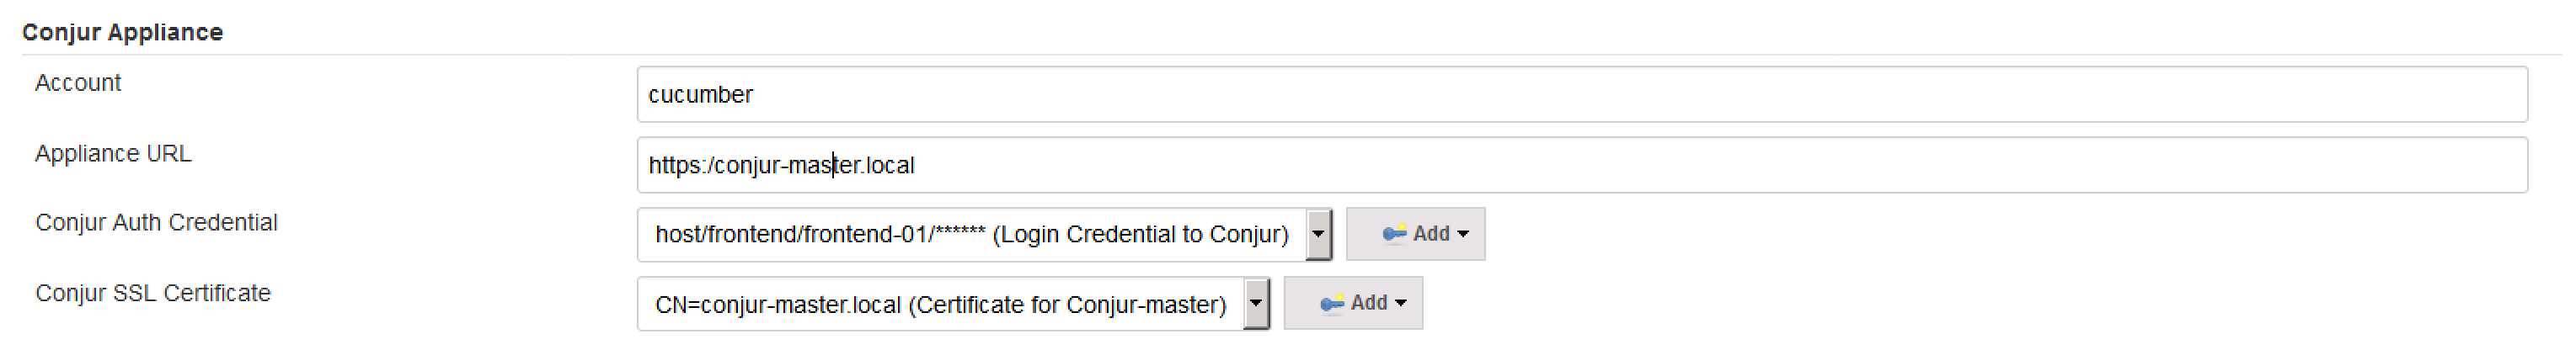 Conjur Appliance
Account
cucumber
Appliance URL
https:/conjur-master.local
Conjur Auth Credential
host/frontend/frontend-01/****** (Login Credential to Conjur)
Add
Conjur SSL Certificate
CN=conjur-master.local (Certificate for Conjur-master)
Add